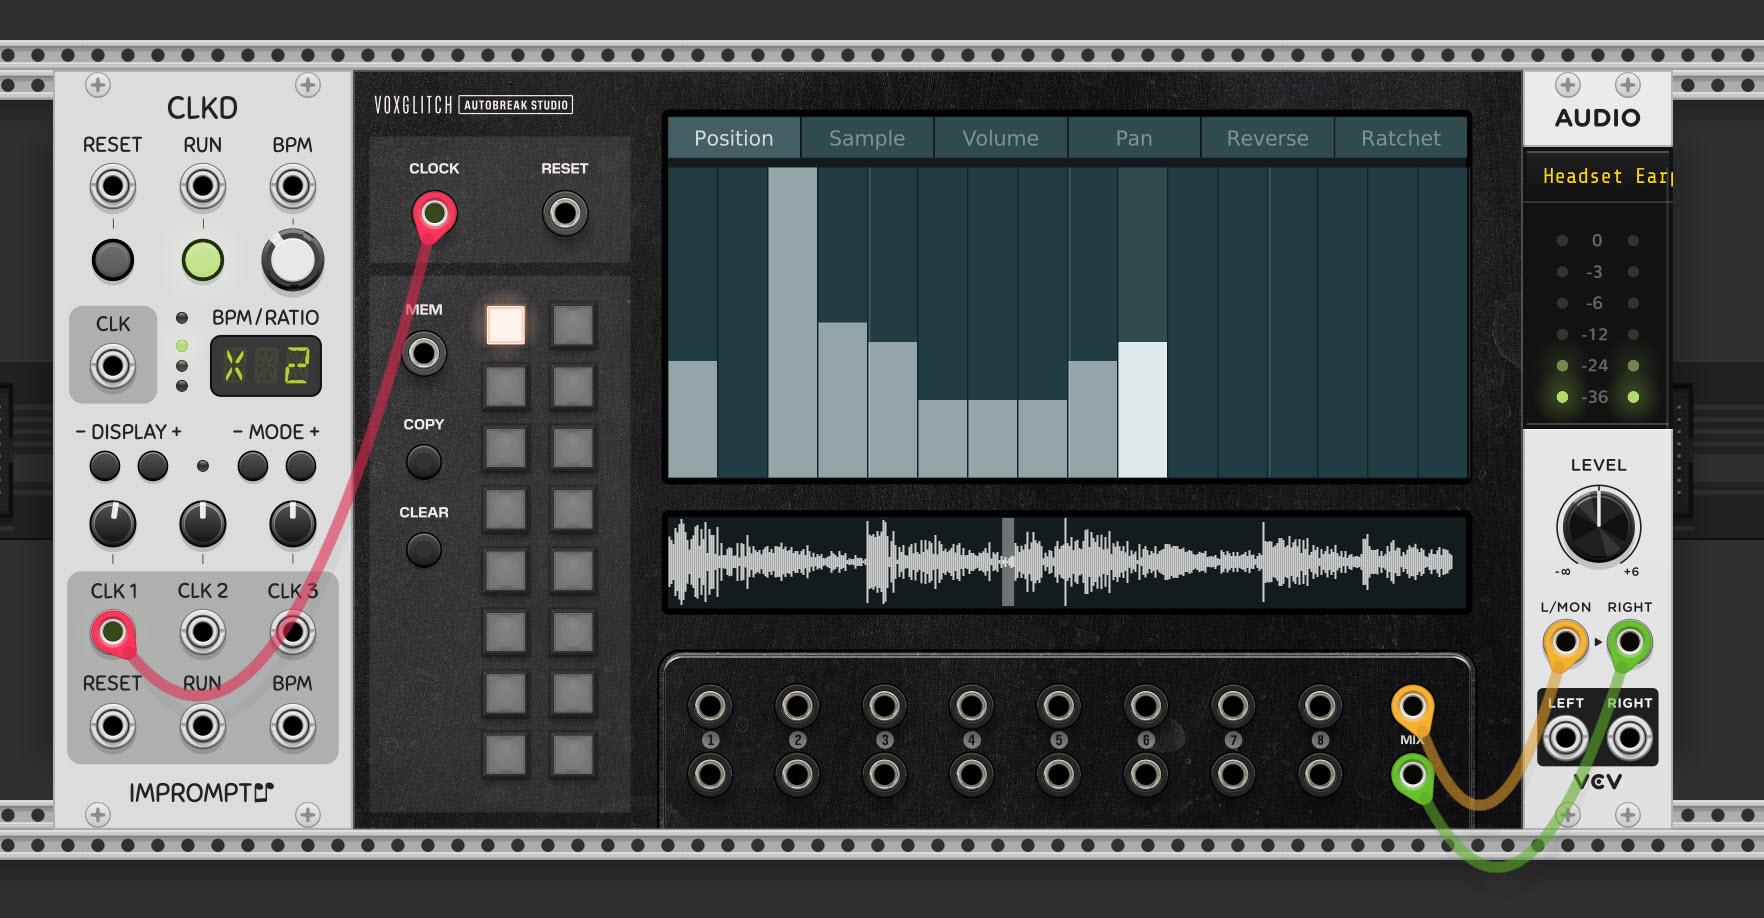 CLKD
RESET RUN BPM
CLK
BPM/RATIO
X 2
- DISPLAY +
- MODE +
CLK 1 CLK 2 CLK 3
RESET RUN BPM
IMPROMPTU
VOXGLITCH AUTOBREAK STUDIO
CLOCK RESET
MEM
COPY
CLEAR
Position Sample Volume Pan Reverse Ratchet
1 2 3 4 5 6 7 8 MIX
AUDIO
Headset Earp
0
-3
-6
-12
-24
-36
LEVEL
-∞ +6
L/MON RIGHT
LEFT RIGHT
VCV